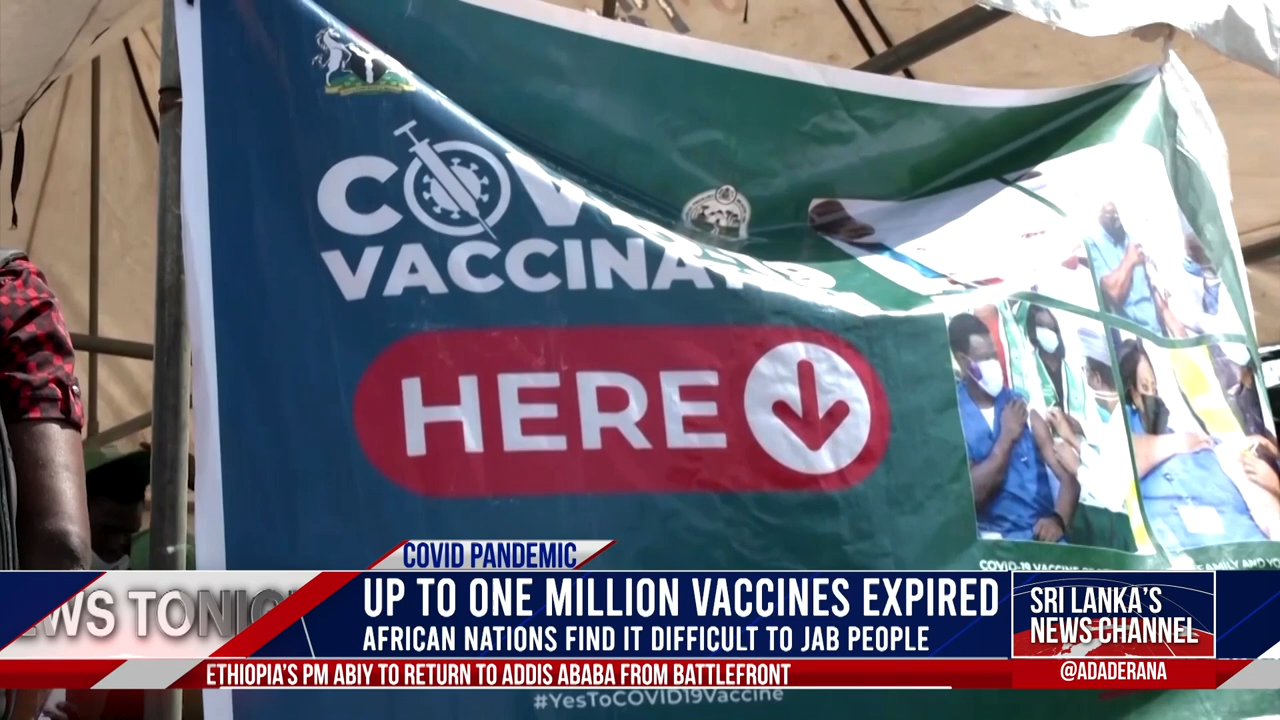 COV
VACCINA
HERE
COVID PANDEMIC
UP TO ONE MILLION VACCINES EXPIRED
AFRICAN NATIONS FIND IT DIFFICULT TO JAB PEOPLE
SRI LANKA'S
NEWS CHANNEL
@ADADERANA
ETHIOPIA'S PM ABIY TO RETURN TO ADDIS ABABA FROM BATTLEFRONT
#YesToCOVID19Vaccine